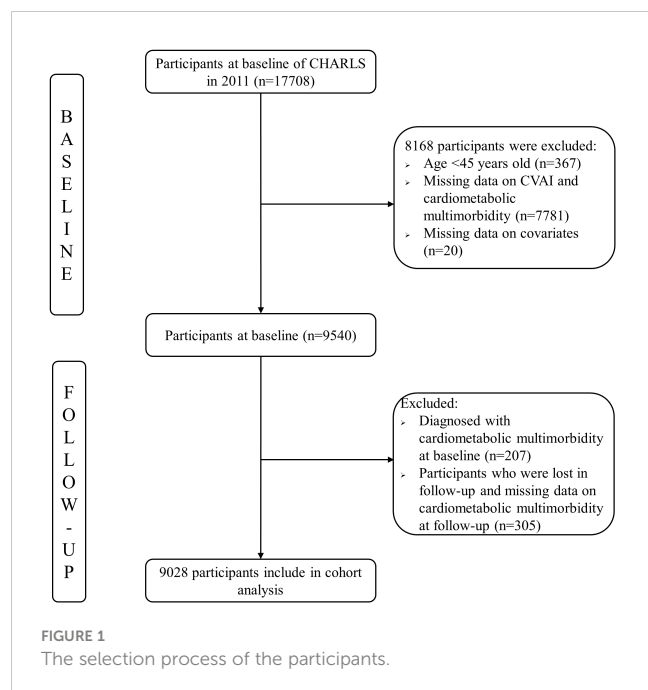 Participants at baseline of CHARLS
in 2011 (n=17708)
B
A
S
E
L
I
N
E
8168 participants were excluded:
➢ Age <45 years old (n=367)
➢ Missing data on CVAI and
cardiometabolic
multimorbidity (n=7781)
➢ Missing data on covariates
(n=20)
Participants at baseline (n=9540)
F
O
L
L
O
W
-
U
P
Excluded:
➢ Diagnosed with
cardiometabolic multimorbidity
at baseline (n=207)
➢ Participants who were lost in
follow-up and missing data on
cardiometabolic multimorbidity
at follow-up (n=305)
9028 participants include in cohort
analysis
FIGURE 1
The selection process of the participants.